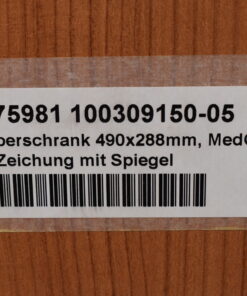 75981 100309150-05
berschrank 490x288mm, Med
Zeichung mit Spiegel